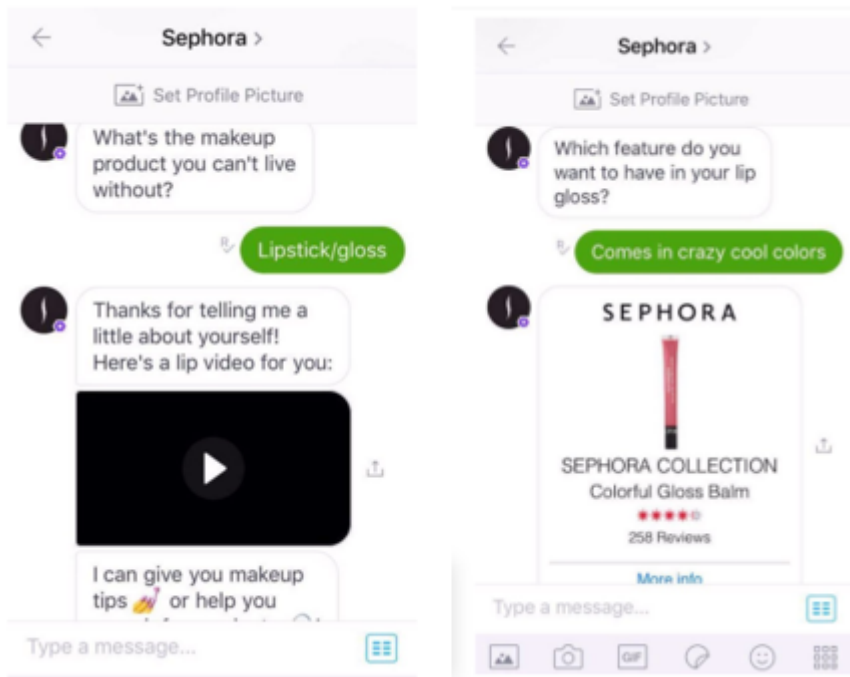 Sephora >
Set Profile Picture
What's the makeup
product you can't live
without?
Lipstick/gloss
Thanks for telling me a
little about yourself!
Here's a lip video for you:
I can give you makeup
tips 💅 or help you
Type a message...
Sephora >
Set Profile Picture
Which feature do you
want to have in your lip
gloss?
Comes in crazy cool colors
SEPHORA
SEPHORA COLLECTION
Colorful Gloss Balm
258 Reviews
More info
Type a message...
GIF